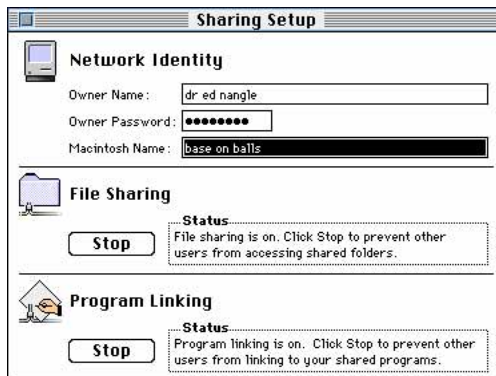 Sharing Setup
Network Identity
Owner Name: dr ed nangle
Owner Password: ●●●●●●●●
Macintosh Name: base on balls
File Sharing
Status
Stop
File sharing is on. Click Stop to prevent other
users from accessing shared folders.
Program Linking
Status
Stop
Program linking is on. Click Stop to prevent other
users from linking to your shared programs.